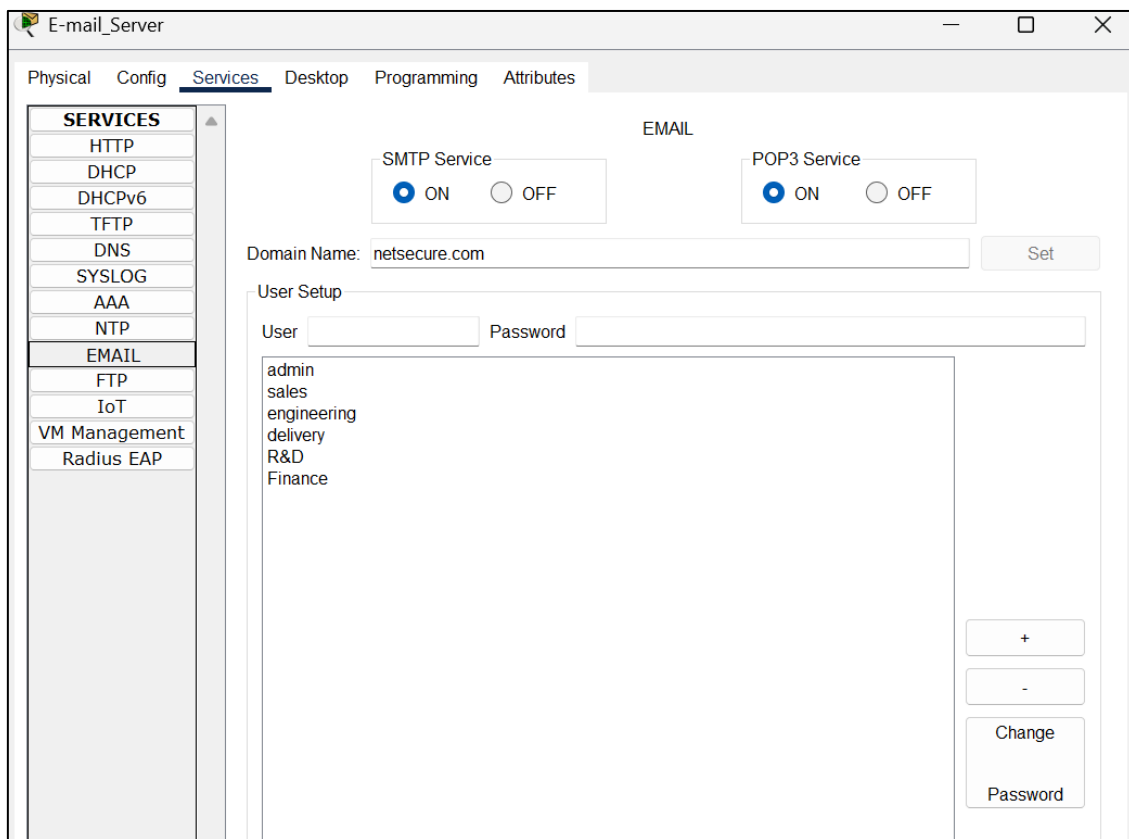 E-mail_Server
Physical Config Services Desktop Programming Attributes
SERVICES
HTTP
DHCP
DHCPv6
TFTP
DNS
SYSLOG
AAA
NTP
EMAIL
FTP
IoT
VM Management
Radius EAP
EMAIL
SMTP Service
ON OFF
POP3 Service
ON OFF
Domain Name: netsecure.com Set
User Setup
User Password
admin
sales
engineering
delivery
R&D
Finance
+
-
Change
Password